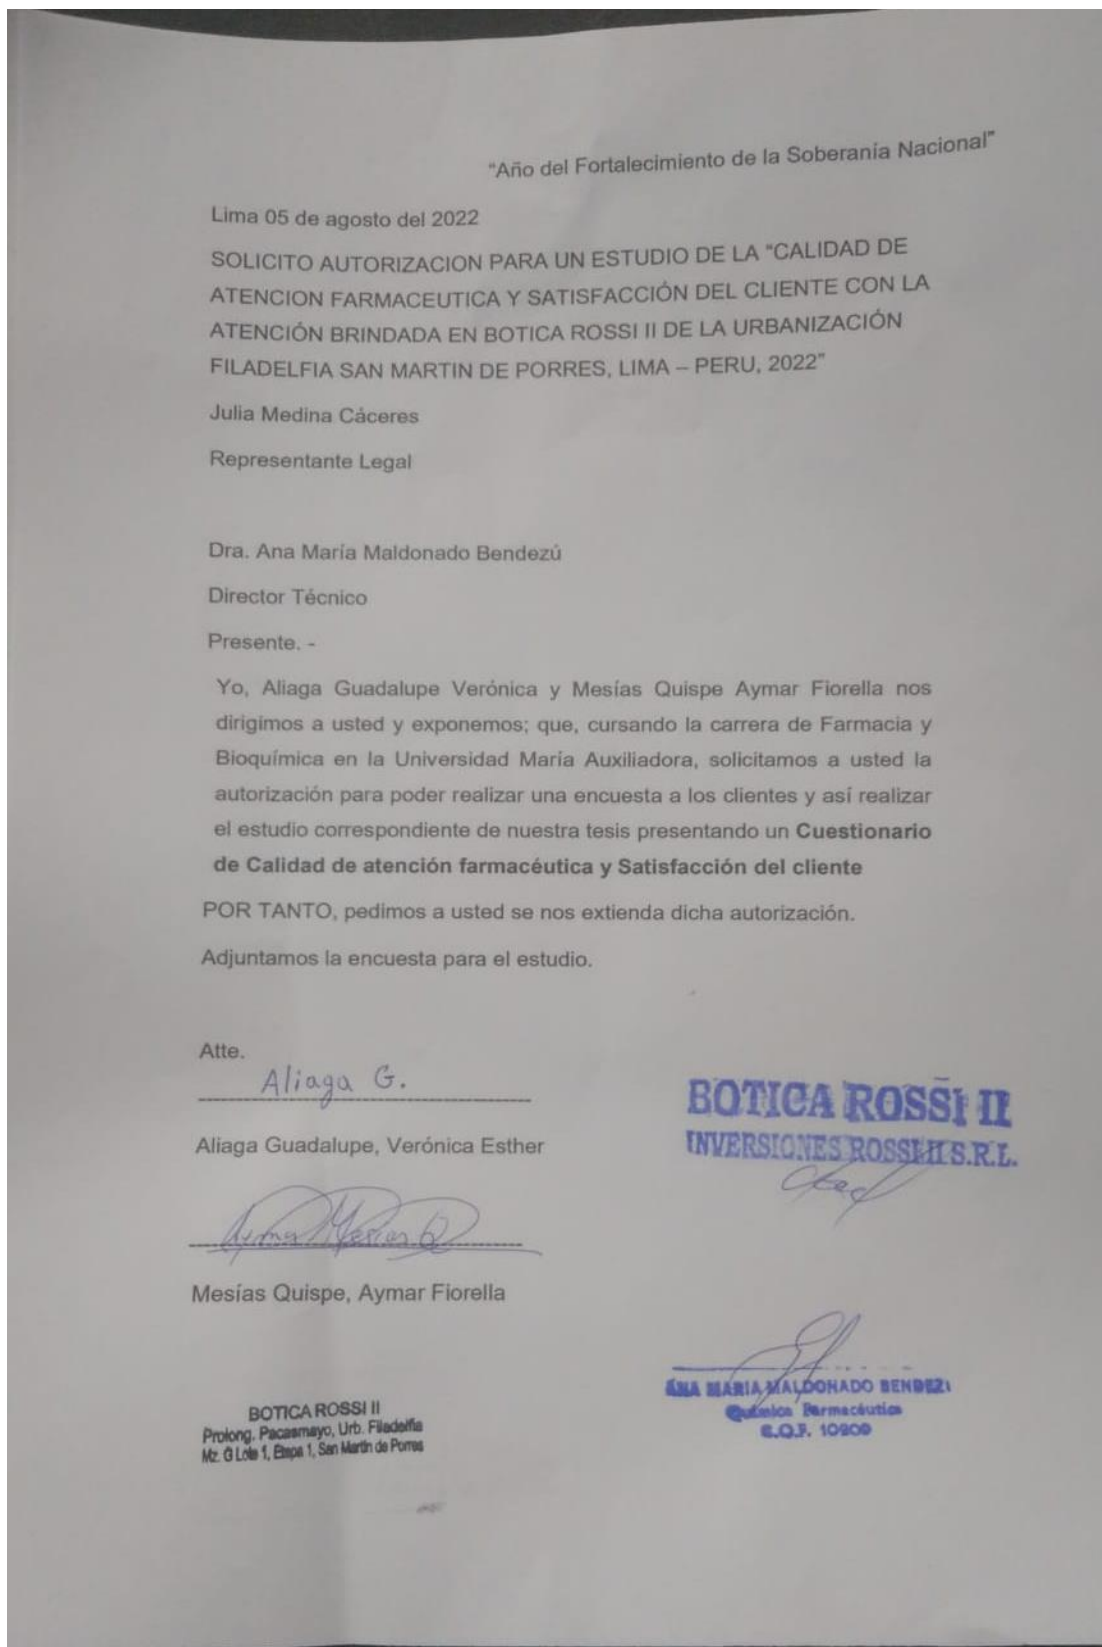 "Año del Fortalecimiento de la Soberanía Nacional"
Lima 05 de agosto del 2022
SOLICITO AUTORIZACION PARA UN ESTUDIO DE LA "CALIDAD DE
ATENCION FARMACEUTICA Y SATISFACCIÓN DEL CLIENTE CON LA
ATENCIÓN BRINDADA EN BOTICA ROSSI II DE LA URBANIZACIÓN
FILADELFIA SAN MARTIN DE PORRES, LIMA – PERU, 2022"
Julia Medina Cáceres
Representante Legal
Dra. Ana María Maldonado Bendezú
Director Técnico
Presente. -
Yo, Aliaga Guadalupe Verónica y Mesías Quispe Aymar Fiorella nos
dirigimos a usted y exponemos; que, cursando la carrera de Farmacia y
Bioquímica en la Universidad María Auxiliadora, solicitamos a usted la
autorización para poder realizar una encuesta a los clientes y así realizar
el estudio correspondiente de nuestra tesis presentando un Cuestionario
de Calidad de atención farmacéutica y Satisfacción del cliente
POR TANTO, pedimos a usted se nos extienda dicha autorización.
Adjuntamos la encuesta para el estudio.
Atte.
Aliaga G.
Aliaga Guadalupe, Verónica Esther
BOTICA ROSSI II
INVERSIONES ROSSI II S.R.L.
Mesías Quispe, Aymar Fiorella
ANA MARIA MALDONADO BENDEZU
Química Farmacéutica
C.Q.F. 10909
BOTICA ROSSI II
Prolong. Pacasmayo, Urb. Filadelfia
Mz. G Lote 1, Etapa 1, San Martín de Porres